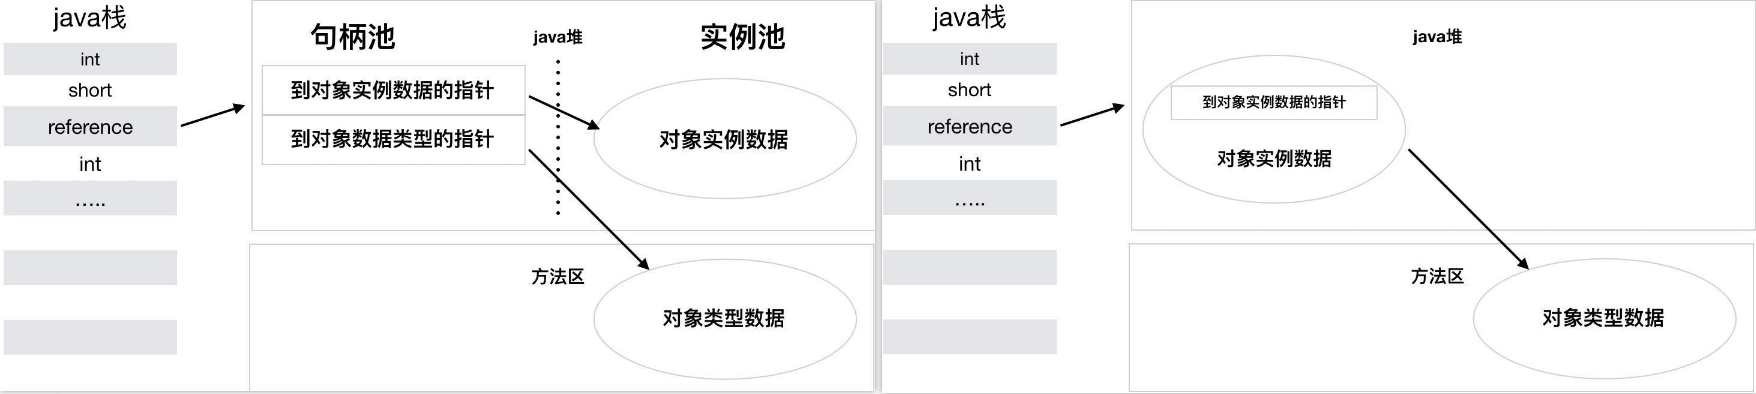 java栈
int
short
reference
int
.....
句柄池
java堆
实例池
到对象实例数据的指针
到对象数据类型的指针
对象实例数据
方法区
对象类型数据
java栈
int
short
reference
int
.....
java堆
到对象实例数据的指针
对象实例数据
方法区
对象类型数据